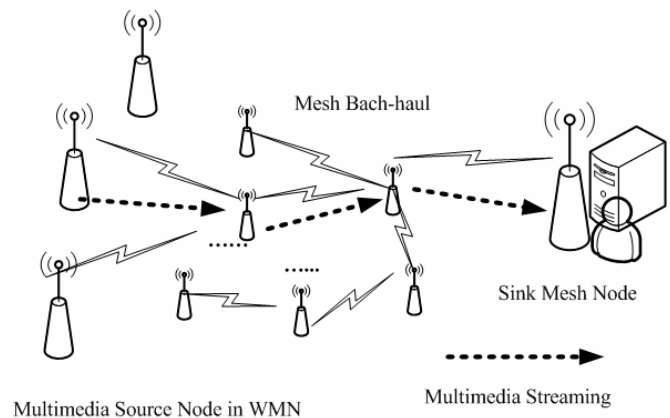 Mesh Bach-haul
Sink Mesh Node
Multimedia Streaming
Multimedia Source Node in WMN